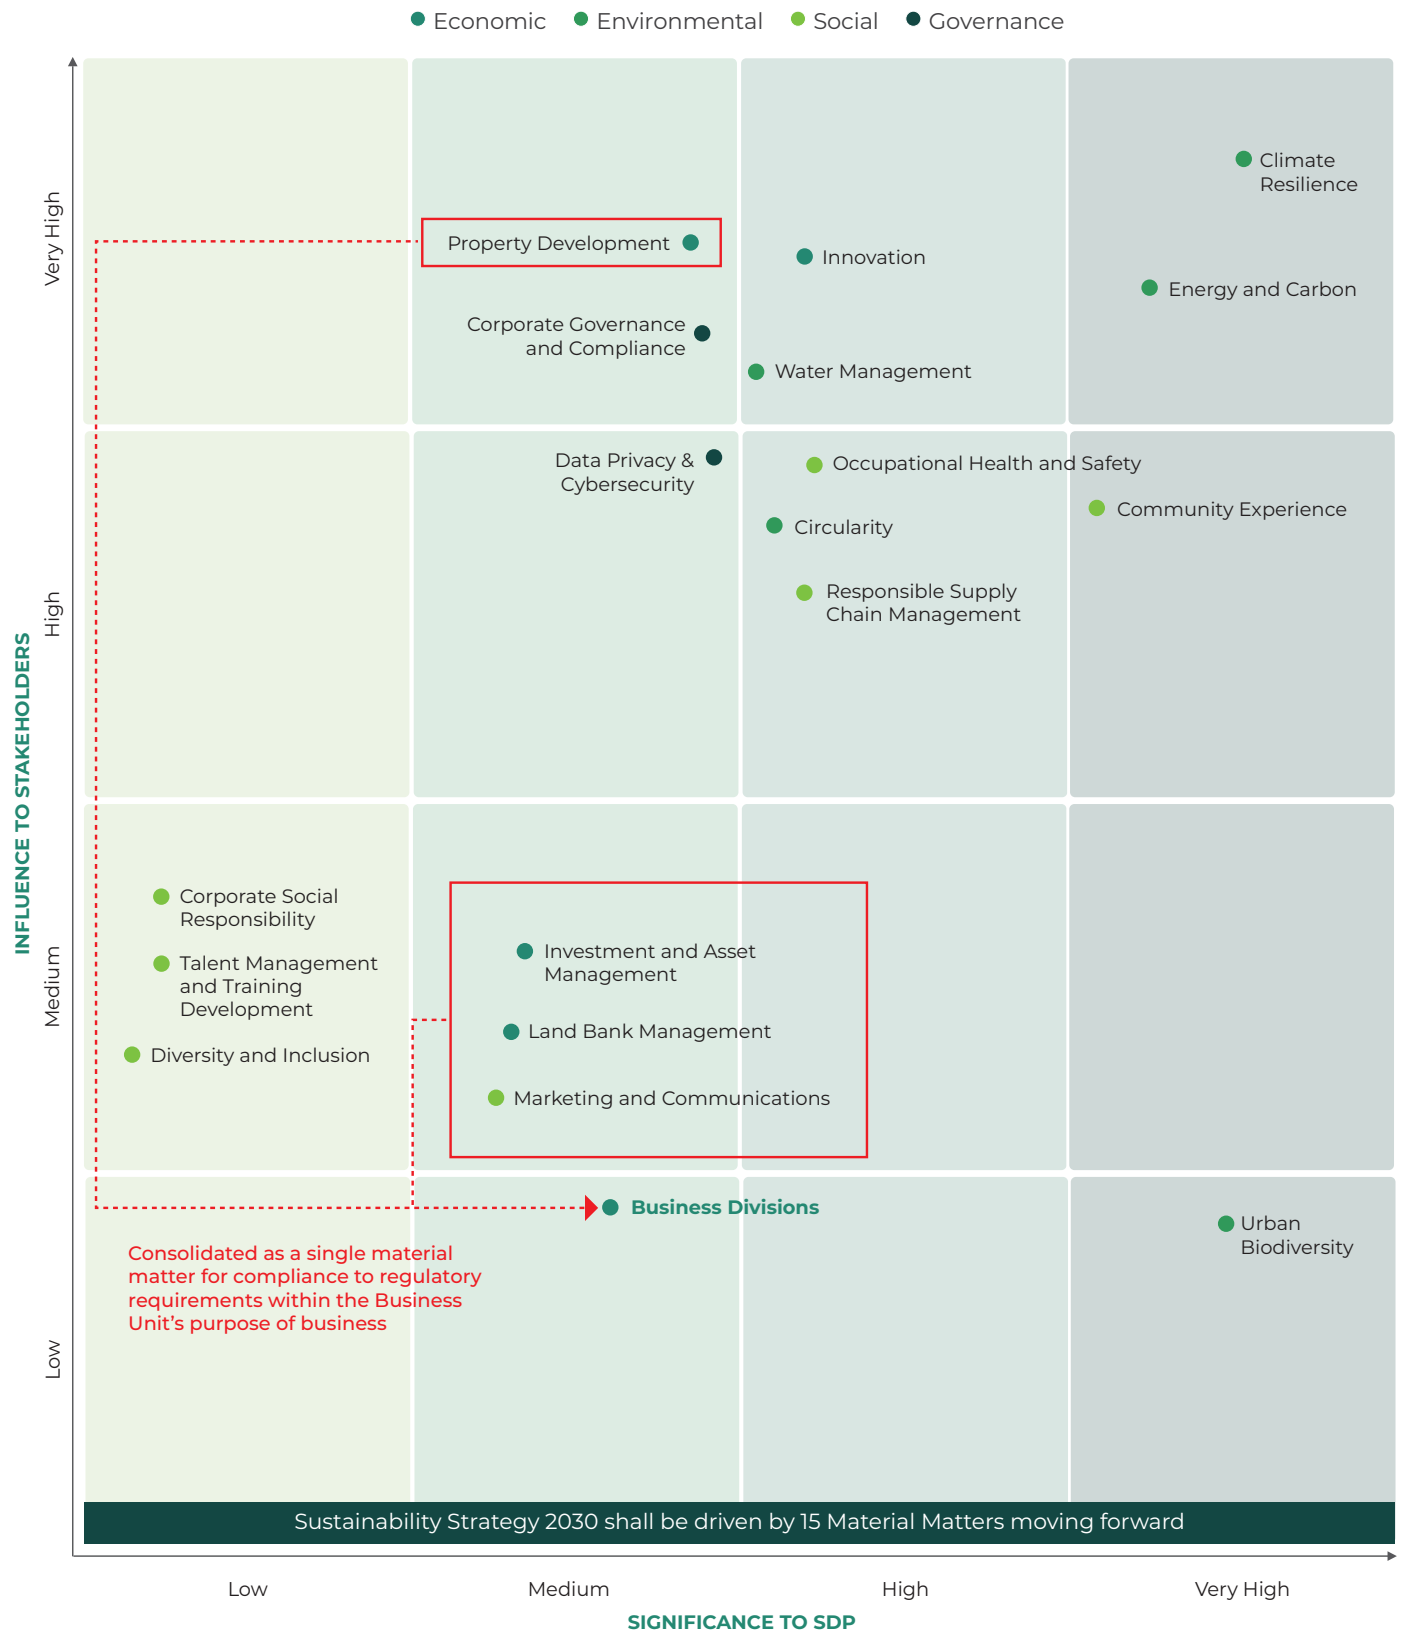 Economic
Environmental
Social
Governance
Very High
High
Medium
Low
INFLUENCE TO STAKEHOLDERS
Climate
Resilience
Property Development
Innovation
Energy and Carbon
Corporate Governance
and Compliance
Water Management
Data Privacy &
Cybersecurity
Occupational Health and Safety
Community Experience
Circularity
Responsible Supply
Chain Management
Corporate Social
Responsibility
Talent Management
and Training
Development
Diversity and Inclusion
Investment and Asset
Management
Land Bank Management
Marketing and Communications
Business Divisions
Urban
Biodiversity
Consolidated as a single material
matter for compliance to regulatory
requirements within the Business
Unit’s purpose of business
Sustainability Strategy 2030 shall be driven by 15 Material Matters moving forward
Low
Medium
High
Very High
SIGNIFICANCE TO SDP